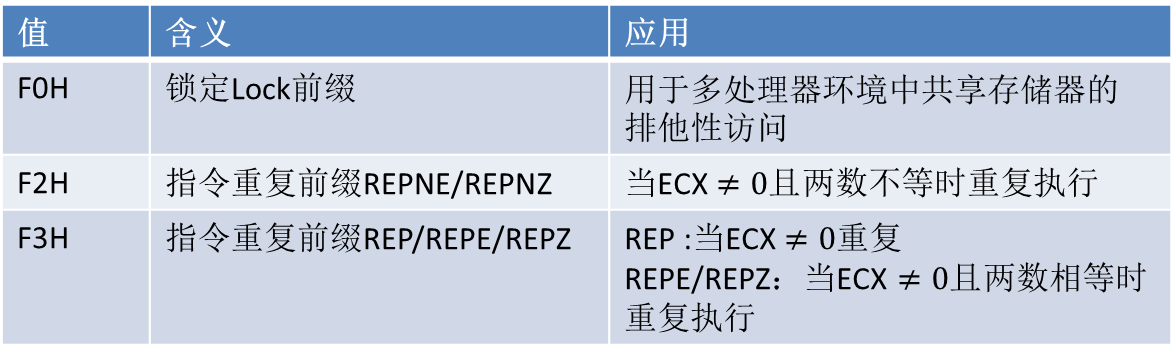 值 含义 应用
F0H 锁定Lock前缀 用于多处理器环境中共享存储器的
排他性访问
F2H 指令重复前缀REPNE/REPNZ 当ECX ≠ 0且两数不等时重复执行
F3H 指令重复前缀REP/REPE/REPZ REP :当ECX ≠ 0重复
REPE/REPZ：当ECX ≠ 0且两数相等时
重复执行